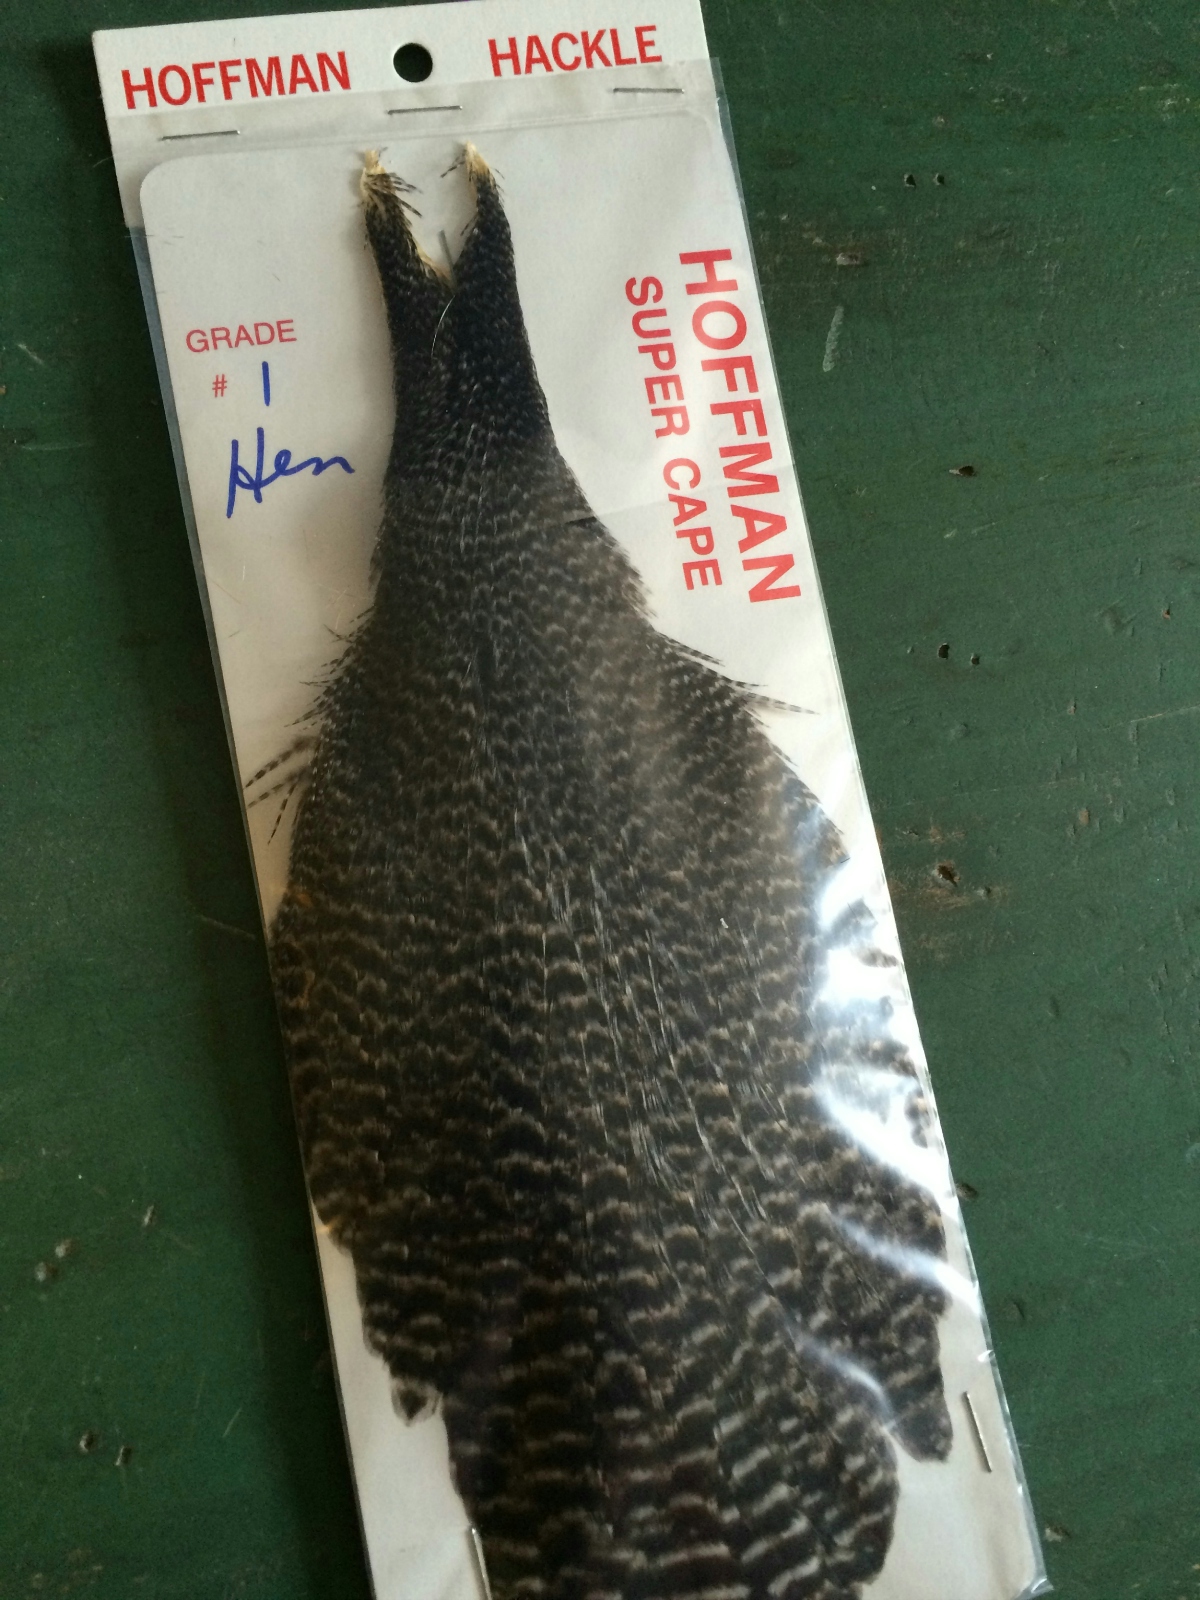 HOFFMAN HACKLE
GRADE
# 1
Hen
HOFFMAN
SUPER CAPE